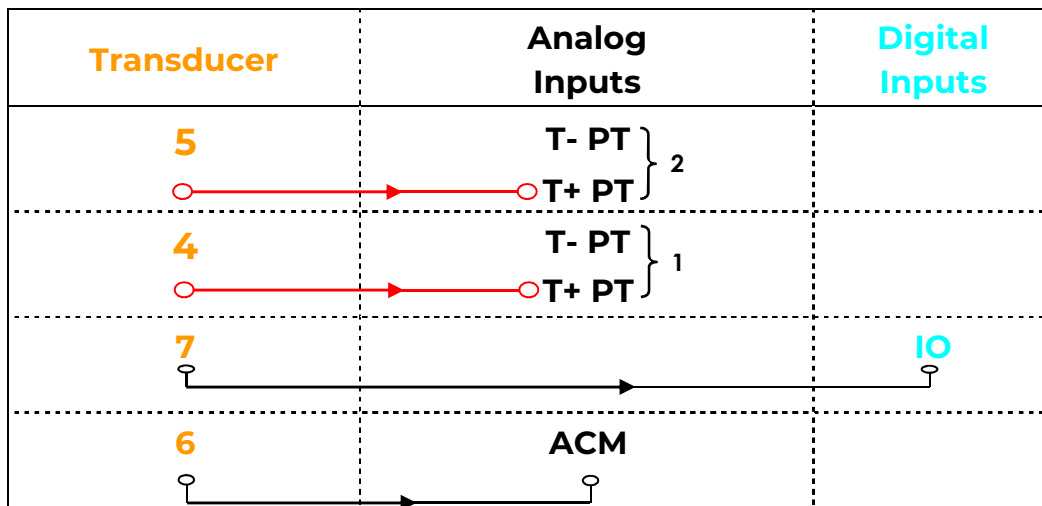 Transducer
Analog
Inputs
Digital
Inputs
5
T- PT
T+ PT
2
4
T- PT
T+ PT
1
7
IO
6
ACM